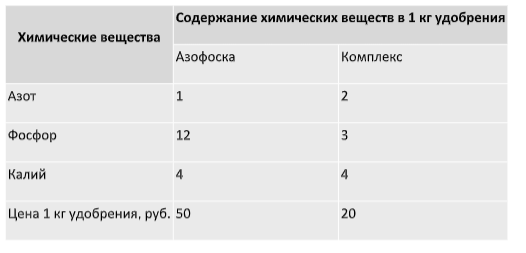 Химические вещества
Содержание химических веществ в 1 кг удобрения
Азофоска Комплекс
Азот 1 2
Фосфор 12 3
Калий 4 4
Цена 1 кг удобрения, руб. 50 20